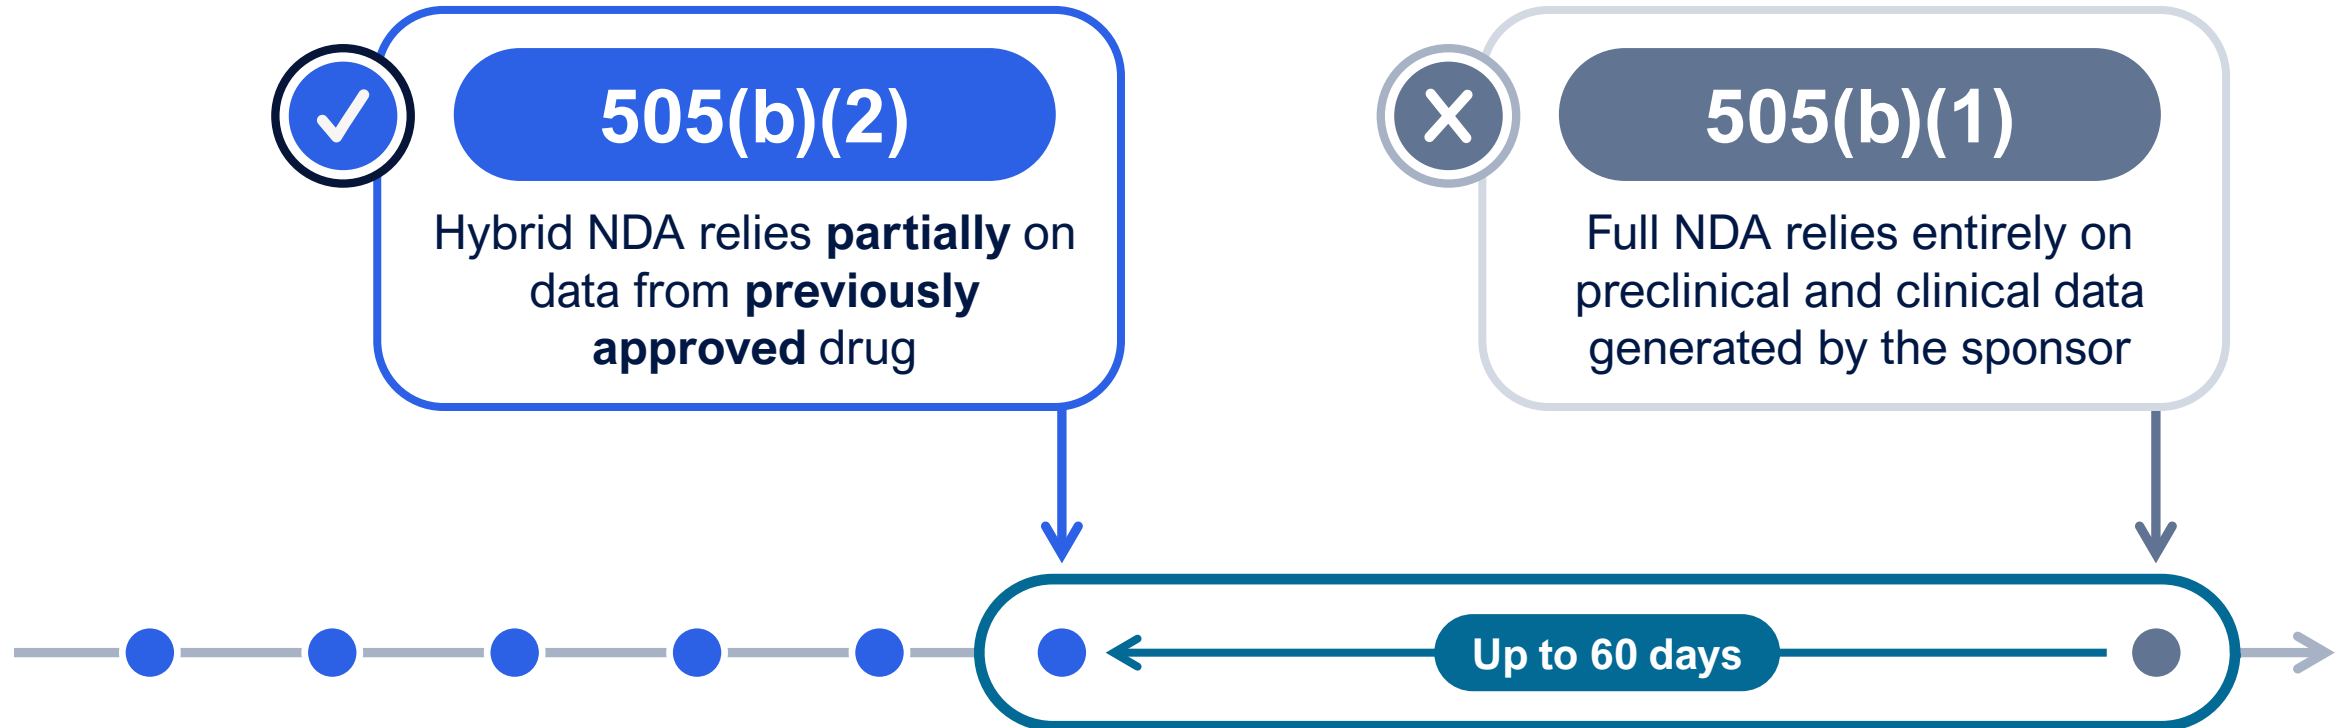 505(b)(2)
Hybrid NDA relies partially on
data from previously
approved drug
505(b)(1)
Full NDA relies entirely on
preclinical and clinical data
generated by the sponsor
Up to 60 days